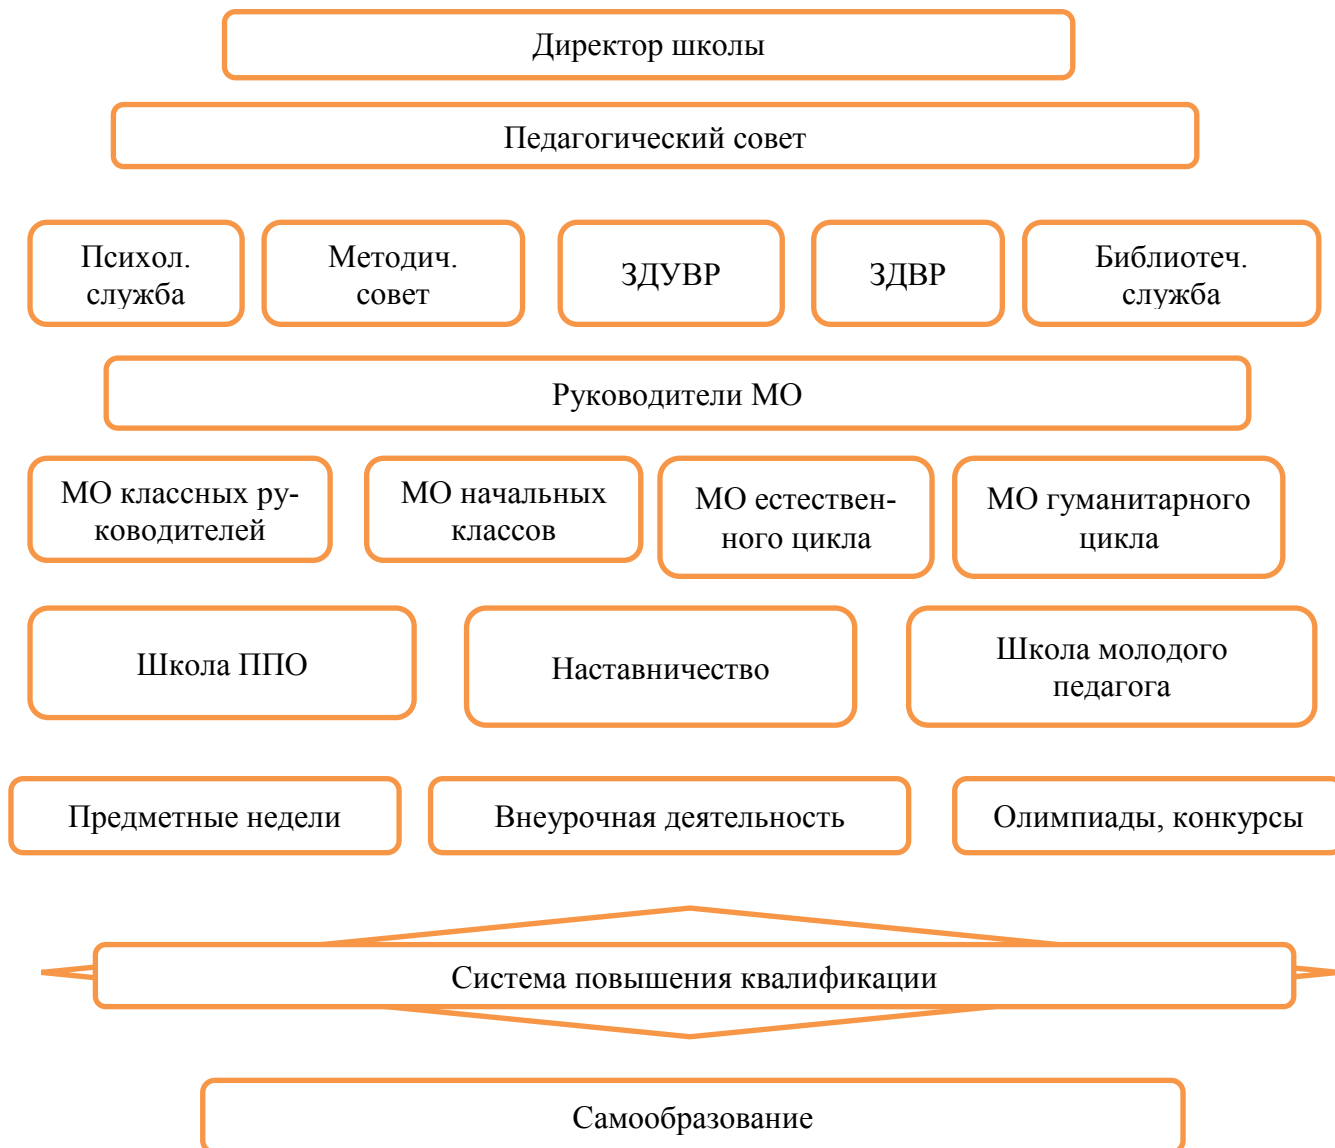 Директор школы
Педагогический совет
Психол.
служба
Методич.
совет
ЗДУВР
ЗДВР
Библиотеч.
служба
Руководители МО
МО классных ру-
ководителей
МО начальных
классов
МО естествен-
ного цикла
МО гуманитарного
цикла
Школа ППО
Наставничество
Школа молодого
педагога
Предметные недели
Внеурочная деятельность
Олимпиады, конкурсы
Система повышения квалификации
Самообразование